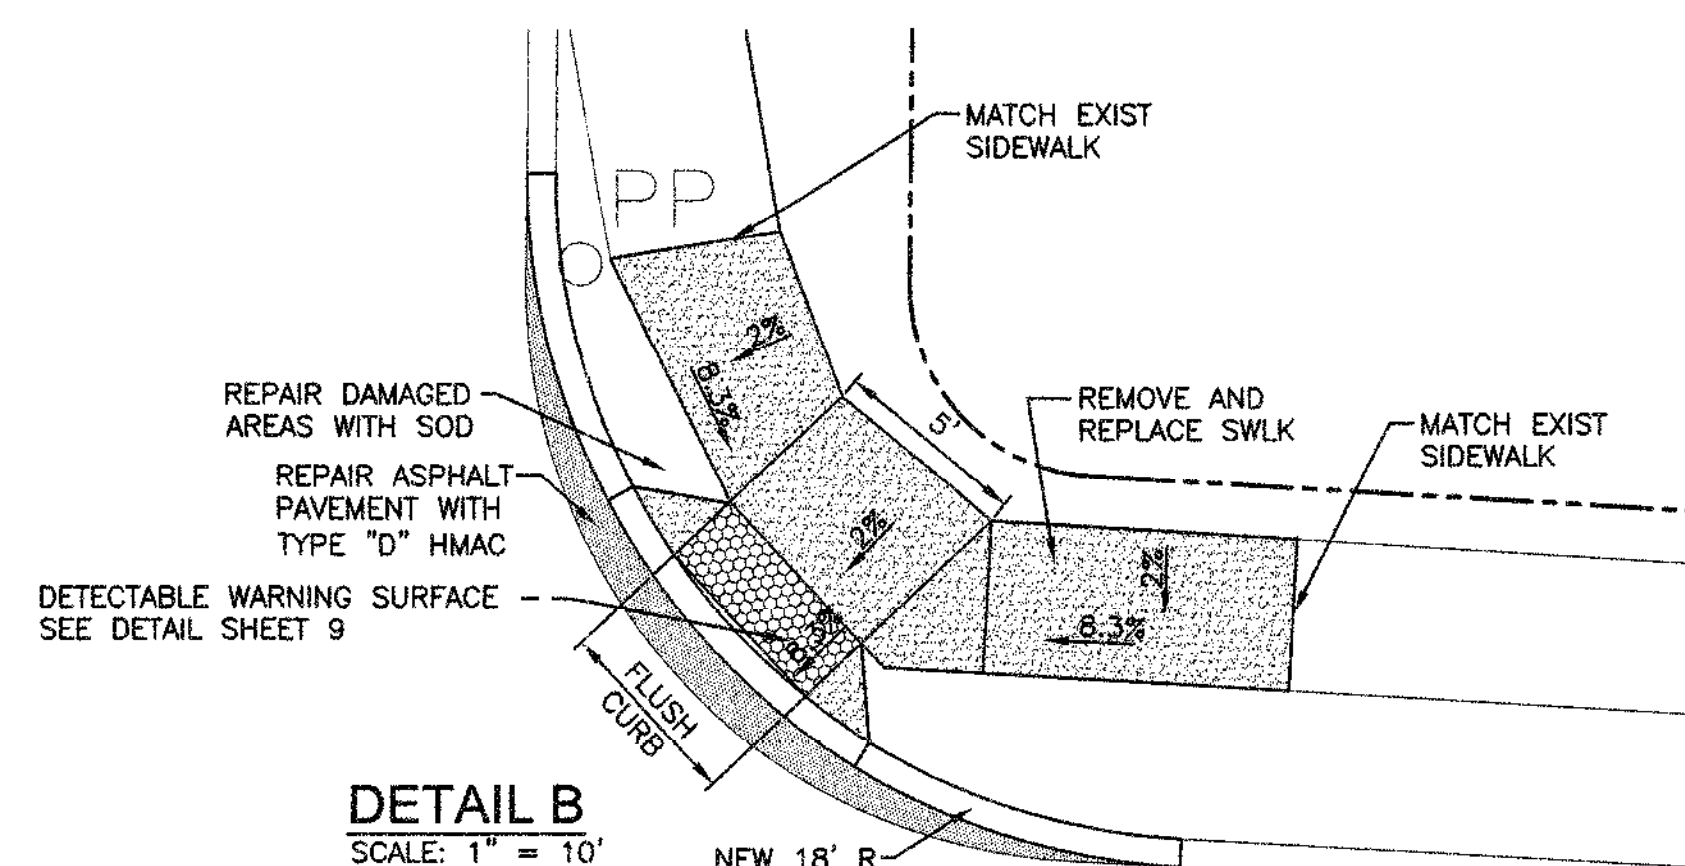 MATCH EXIST
SIDEWALK
PP
2%
8.3%
REPAIR DAMAGED
AREAS WITH SOD
5'
REMOVE AND
REPLACE SWLK
MATCH EXIST
SIDEWALK
REPAIR ASPHALT
PAVEMENT WITH
TYPE "D" HMAC
2%
2%
8.3%
DETECTABLE WARNING SURFACE
SEE DETAIL SHEET 9
FLUSH
CURB
DETAIL B
SCALE: 1" = 10'
NEW 18' R